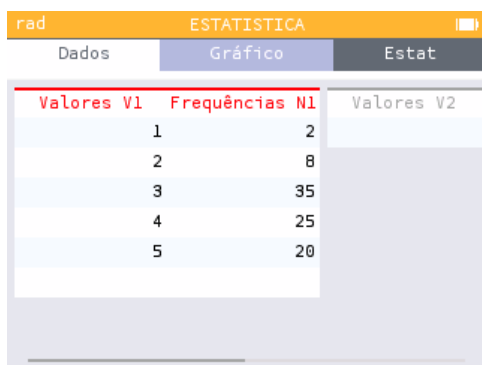 rad ESTATISTICA
Dados Gráfico Estat
Valores V1 Frequências N1 Valores V2
1 2
2 8
3 35
4 25
5 20